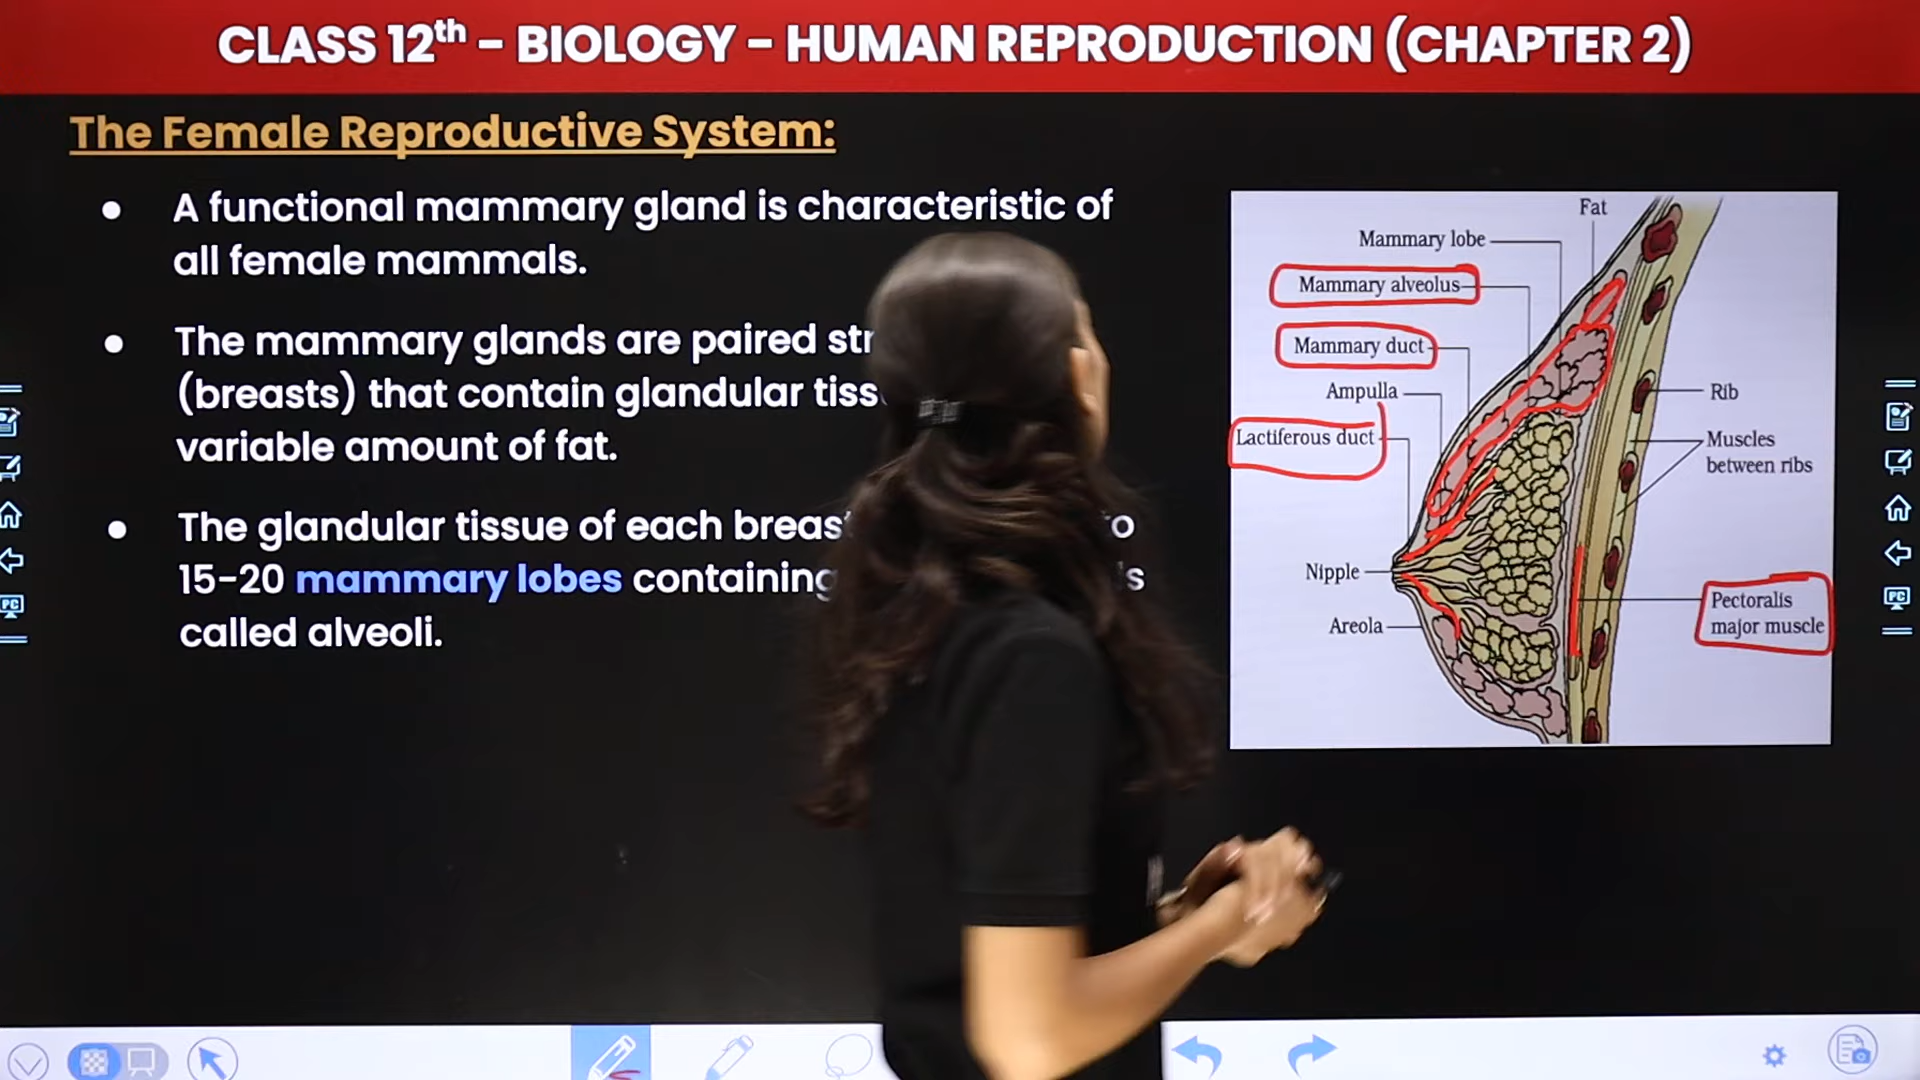 CLASS 12th – BIOLOGY – HUMAN REPRODUCTION (CHAPTER 2)
The Female Reproductive System:
• A functional mammary gland is characteristic of
all female mammals.
• The mammary glands are paired
(breasts) that contain glandular
variable amount of fat.
• The glandular tissue of each
15-20 mammary lobes containing
called alveoli.
Fat
Mammary lobe
Mammary alveolus
Mammary duct
Ampulla
Lactiferous duct
Nipple
Areola
Rib
Muscles
between ribs
Pectoralis
major muscle
PC
PC